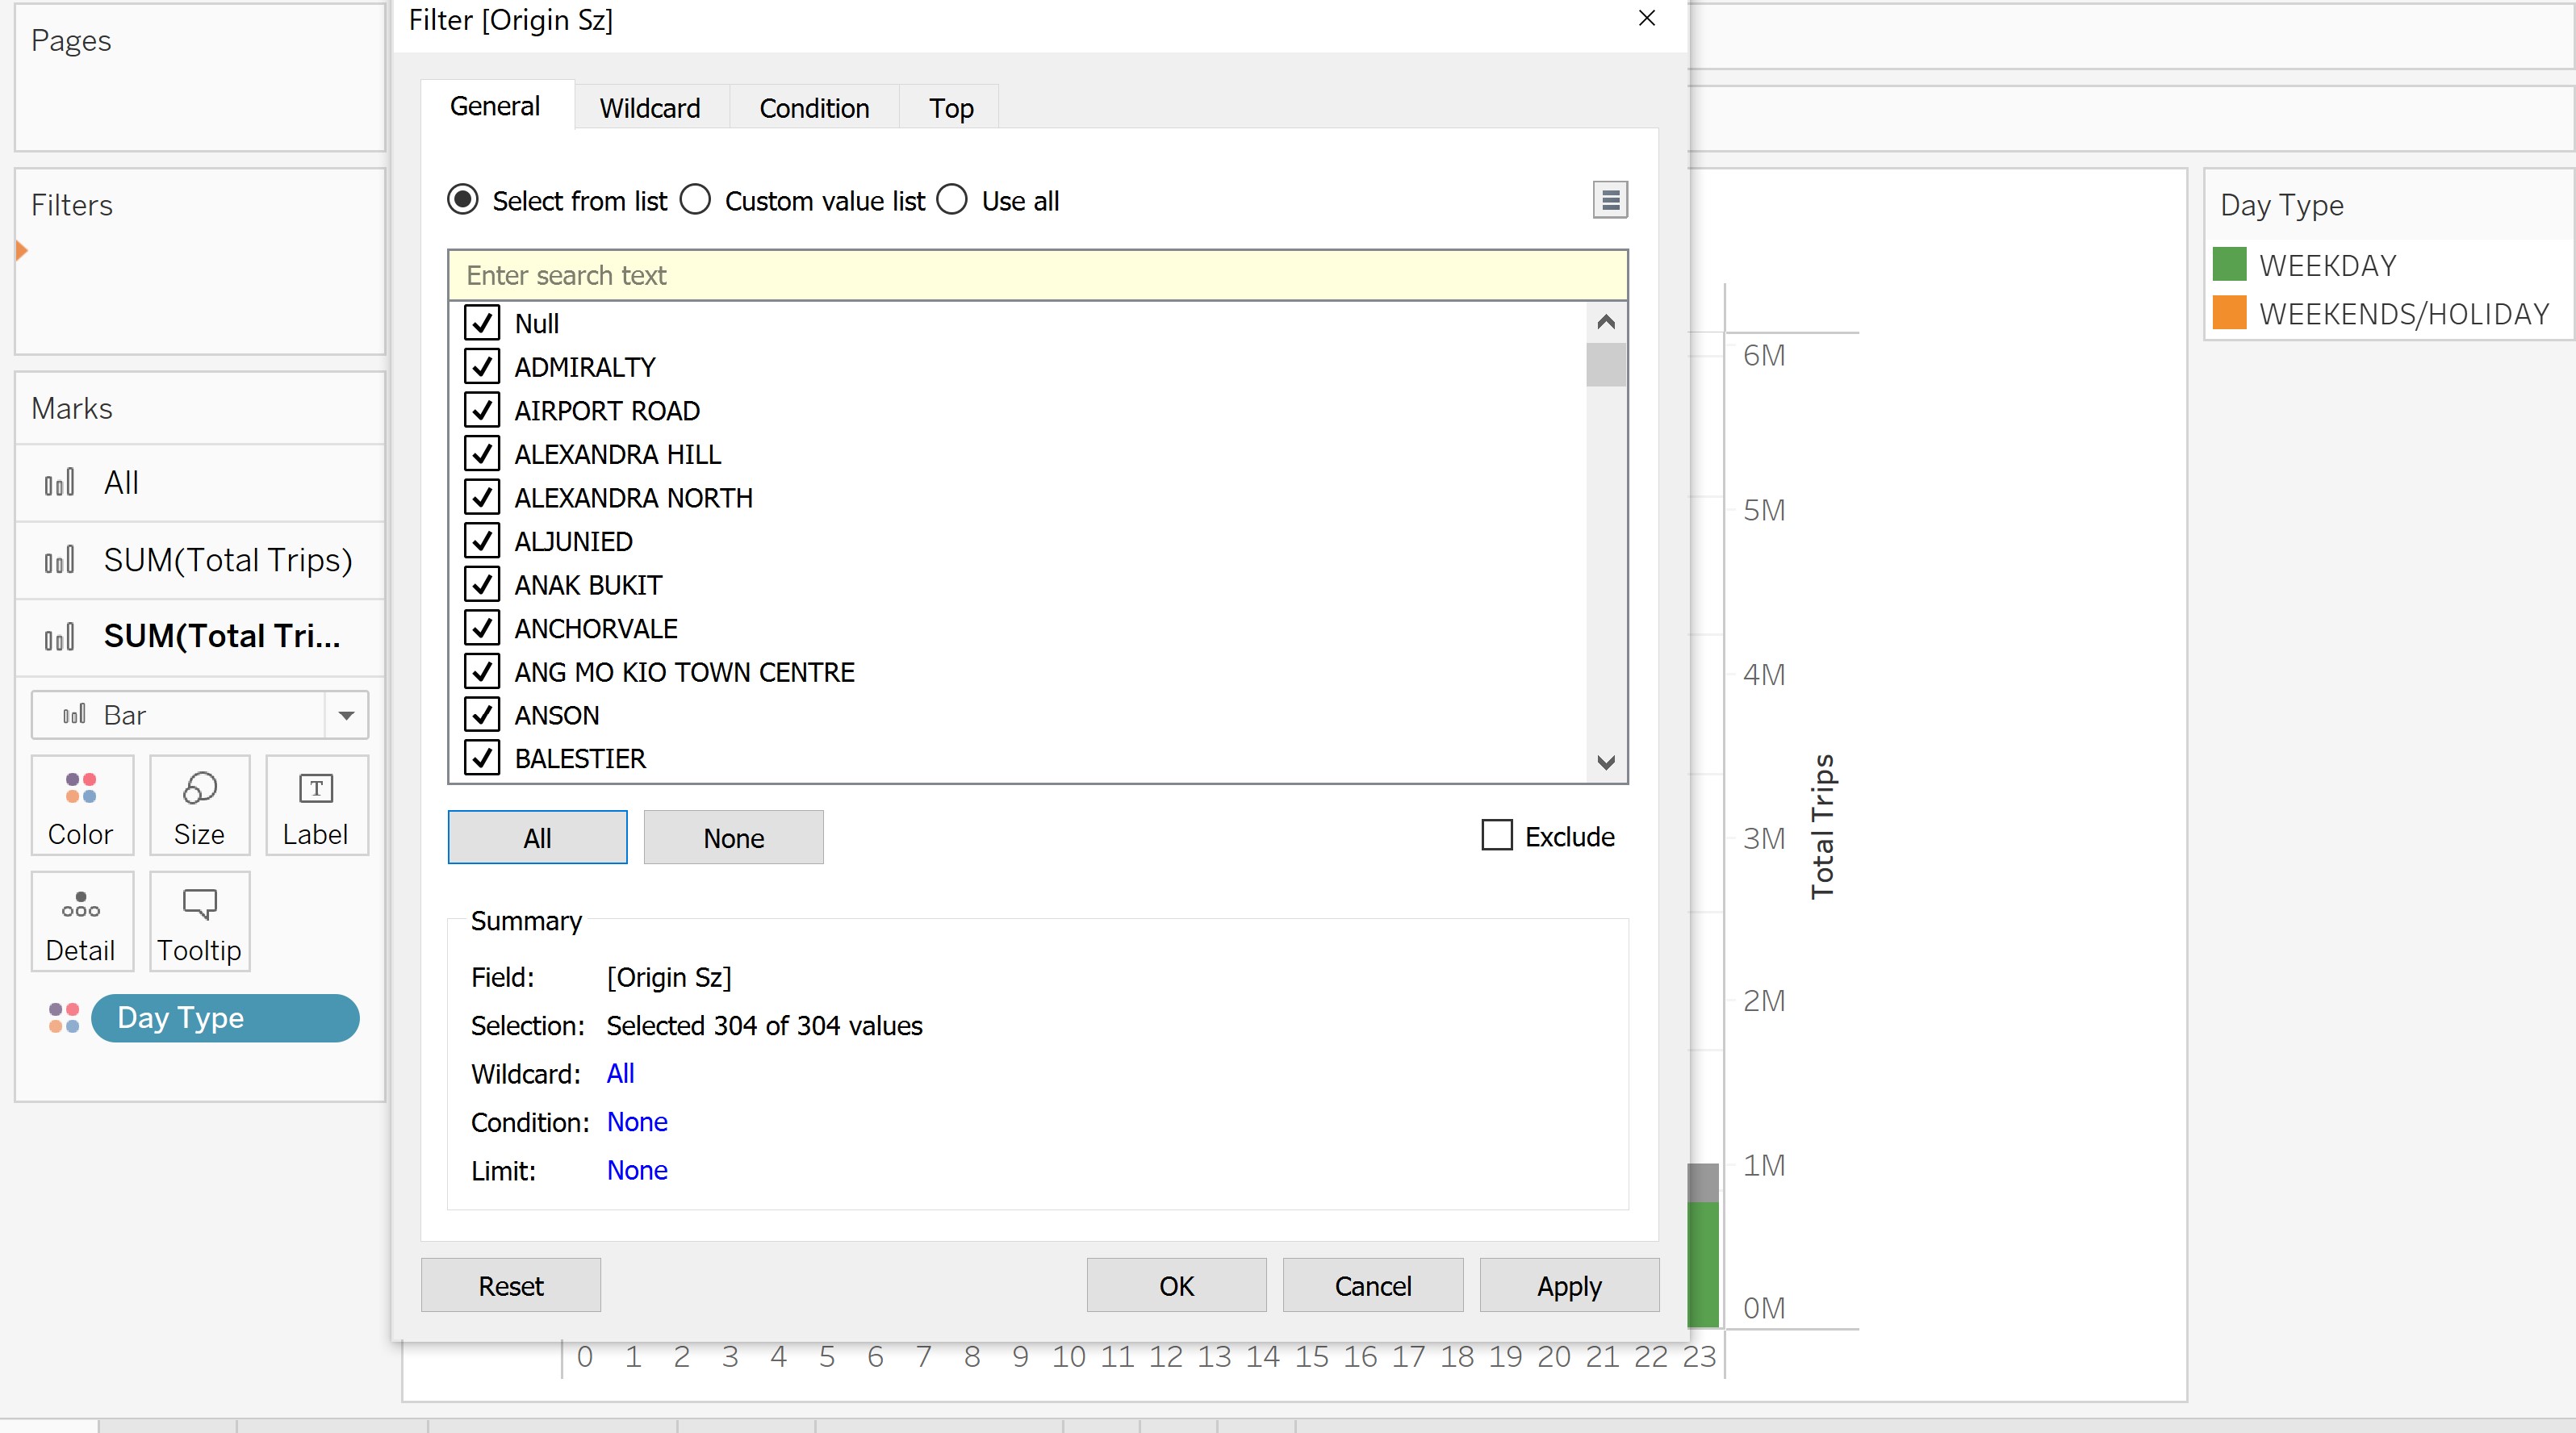 Pages
Filters
Marks
All
SUM(Total Trips)
SUM(Total Tri...
Bar
Color
Size
Label
Detail
Tooltip
Day Type
Filter [Origin Sz]
General
Wildcard
Condition
Top
Select from list
Custom value list
Use all
Enter search text
Null
ADMIRALTY
AIRPORT ROAD
ALEXANDRA HILL
ALEXANDRA NORTH
ALJUNIED
ANAK BUKIT
ANCHORVALE
ANG MO KIO TOWN CENTRE
ANSON
BALESTIER
All
None
Exclude
Summary
Field: [Origin Sz]
Selection: Selected 304 of 304 values
Wildcard: All
Condition: None
Limit: None
Reset
OK
Cancel
Apply
0 1 2 3 4 5 6 7 8 9 10 11 12 13 14 15 16 17 18 19 20 21 22 23
6M
5M
4M
3M
2M
1M
0M
Total Trips
Day Type
WEEKDAY
WEEKENDS/HOLIDAY